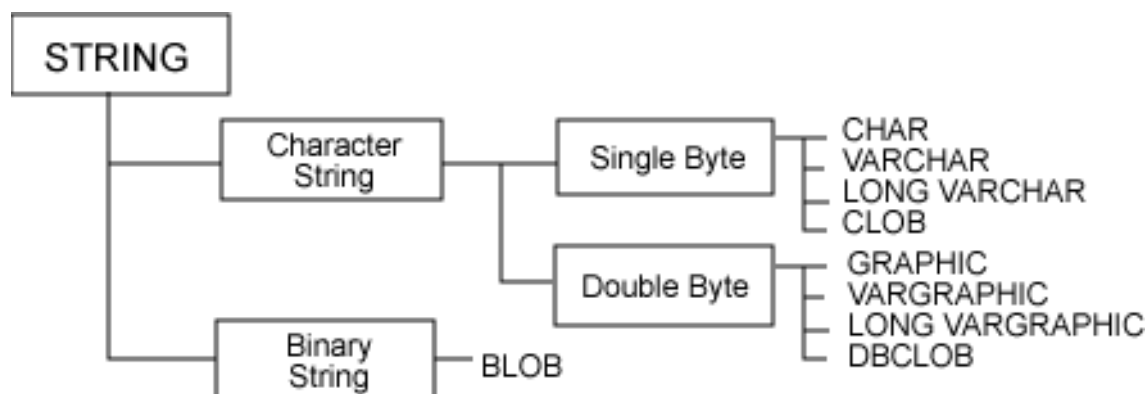 STRING
Character
String
Single Byte
CHAR
VARCHAR
LONG VARCHAR
CLOB
Double Byte
GRAPHIC
VARGRAPHIC
LONG VARGRAPHIC
DBCLOB
Binary
String
BLOB